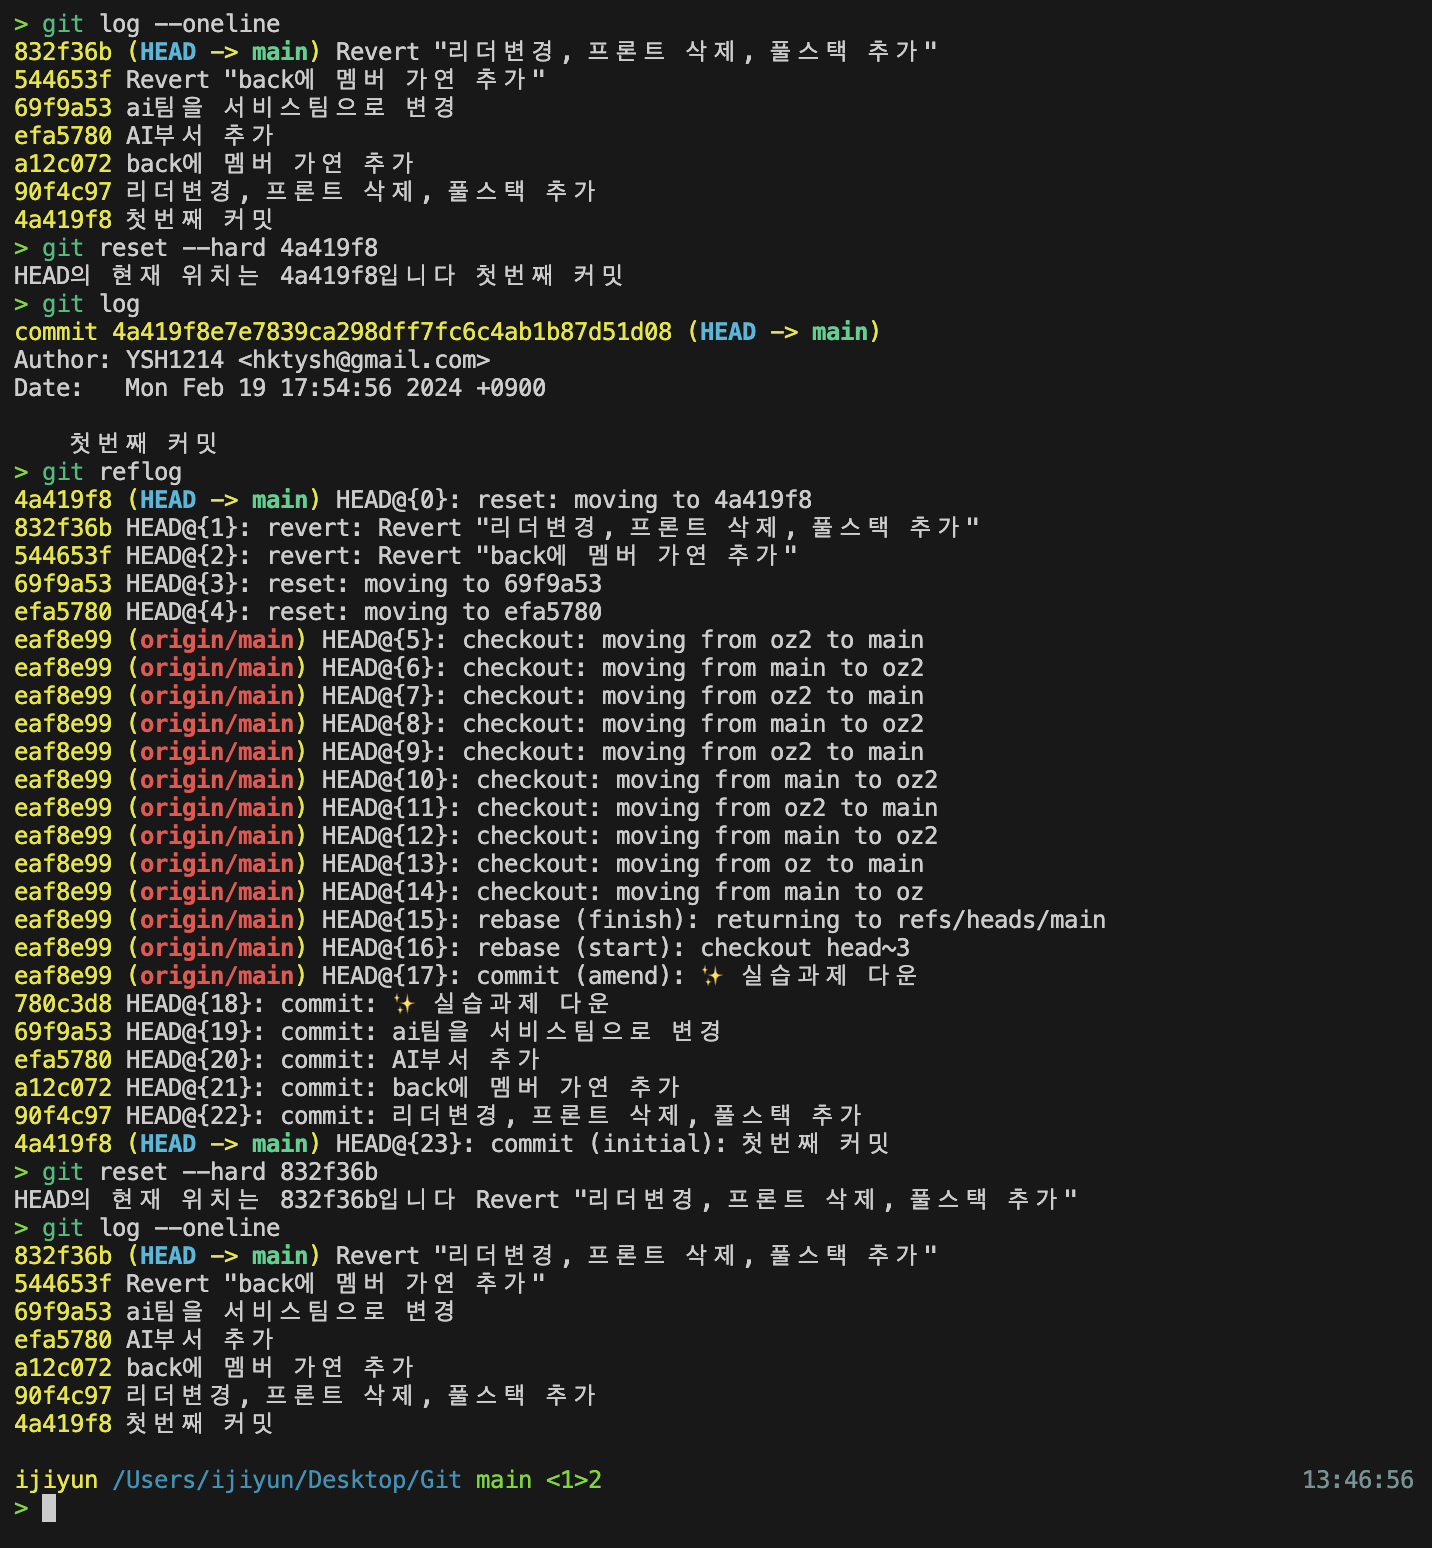 > git log --oneline
832f36b (HEAD -> main) Revert "리더변경, 프론트 삭제, 풀스택 추가"
544653f Revert "back에 멤버 가연 추가"
69f9a53 ai팀을 서비스팀으로 변경
efa5780 AI부서 추가
a12c072 back에 멤버 가연 추가
90f4c97 리더변경, 프론트 삭제, 풀스택 추가
4a419f8 첫번째 커밋
> git reset --hard 4a419f8
HEAD의 현재 위치는 4a419f8입니다 첫번째 커밋
> git log
commit 4a419f8e7e7839ca298dff7fc6c4ab1b87d51d08 (HEAD -> main)
Author: YSH1214 <hktysh@gmail.com>
Date:   Mon Feb 19 17:54:56 2024 +0900
    첫번째 커밋
> git reflog
4a419f8 (HEAD -> main) HEAD@{0}: reset: moving to 4a419f8
832f36b HEAD@{1}: revert: Revert "리더변경, 프론트 삭제, 풀스택 추가"
544653f HEAD@{2}: revert: Revert "back에 멤버 가연 추가"
69f9a53 HEAD@{3}: reset: moving to 69f9a53
efa5780 HEAD@{4}: reset: moving to efa5780
eaf8e99 (origin/main) HEAD@{5}: checkout: moving from oz2 to main
eaf8e99 (origin/main) HEAD@{6}: checkout: moving from main to oz2
eaf8e99 (origin/main) HEAD@{7}: checkout: moving from oz2 to main
eaf8e99 (origin/main) HEAD@{8}: checkout: moving from main to oz2
eaf8e99 (origin/main) HEAD@{9}: checkout: moving from oz2 to main
eaf8e99 (origin/main) HEAD@{10}: checkout: moving from main to oz2
eaf8e99 (origin/main) HEAD@{11}: checkout: moving from oz2 to main
eaf8e99 (origin/main) HEAD@{12}: checkout: moving from main to oz2
eaf8e99 (origin/main) HEAD@{13}: checkout: moving from oz to main
eaf8e99 (origin/main) HEAD@{14}: checkout: moving from main to oz
eaf8e99 (origin/main) HEAD@{15}: rebase (finish): returning to refs/heads/main
eaf8e99 (origin/main) HEAD@{16}: rebase (start): checkout head~3
eaf8e99 (origin/main) HEAD@{17}: commit (amend): ✨ 실습과제 다운
780c3d8 HEAD@{18}: commit: ✨ 실습과제 다운
69f9a53 HEAD@{19}: commit: ai팀을 서비스팀으로 변경
efa5780 HEAD@{20}: commit: AI부서 추가
a12c072 HEAD@{21}: commit: back에 멤버 가연 추가
90f4c97 HEAD@{22}: commit: 리더변경, 프론트 삭제, 풀스택 추가
4a419f8 (HEAD -> main) HEAD@{23}: commit (initial): 첫번째 커밋
> git reset --hard 832f36b
HEAD의 현재 위치는 832f36b입니다 Revert "리더변경, 프론트 삭제, 풀스택 추가"
> git log --oneline
832f36b (HEAD -> main) Revert "리더변경, 프론트 삭제, 풀스택 추가"
544653f Revert "back에 멤버 가연 추가"
69f9a53 ai팀을 서비스팀으로 변경
efa5780 AI부서 추가
a12c072 back에 멤버 가연 추가
90f4c97 리더변경, 프론트 삭제, 풀스택 추가
4a419f8 첫번째 커밋
ijiyun /Users/ijiyun/Desktop/Git main <1>2 13:46:56
>